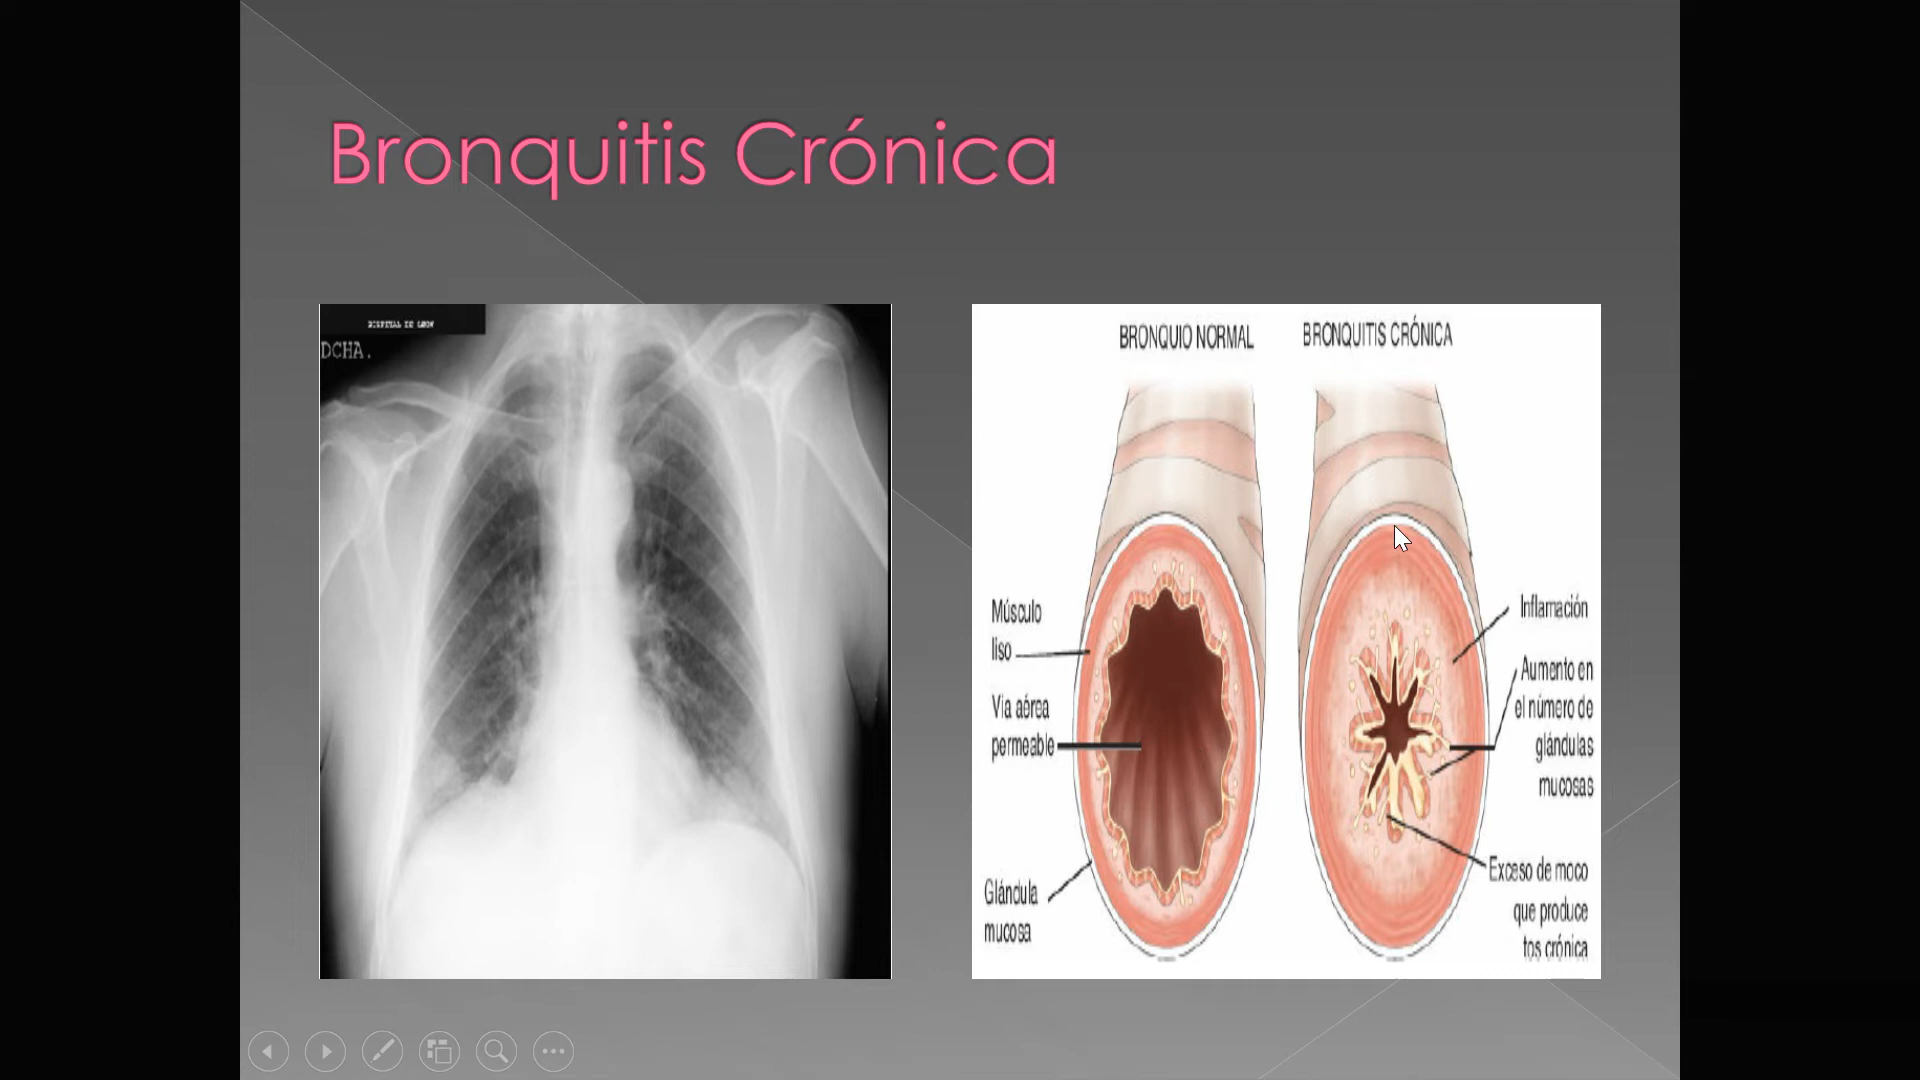 Bronquitis Crónica
HOSPITAL DE LEON
DCHA.
BRONQUIO NORMAL
BRONQUITIS CRÓNICA
Músculo
liso
Via aérea
permeable
Glándula
mucosa
Inflamación
Aumento en
el número de
glándulas
mucosas
Exceso de moco
que produce
tos crónica